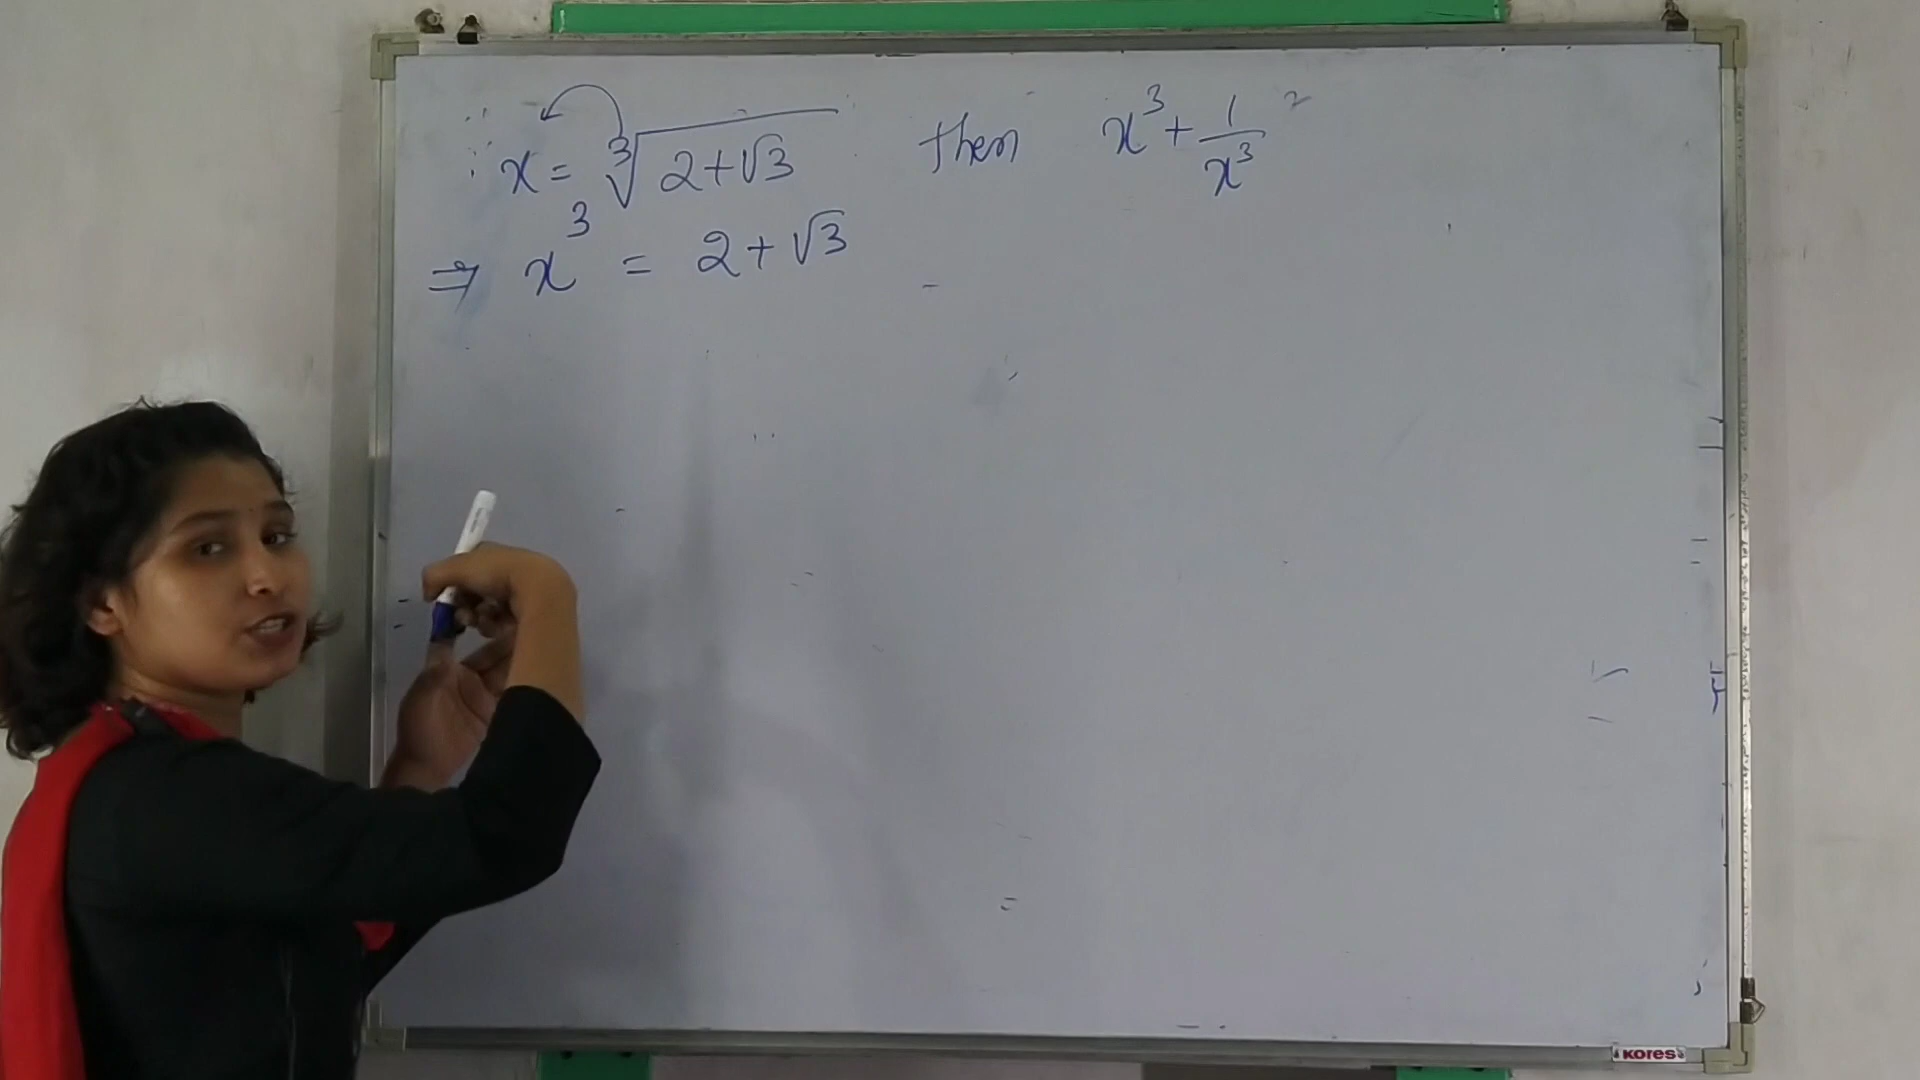 x = ∛(2+√3) then x³ + 1/x³ ?
⇒ x³ = 2 + √3
KORES